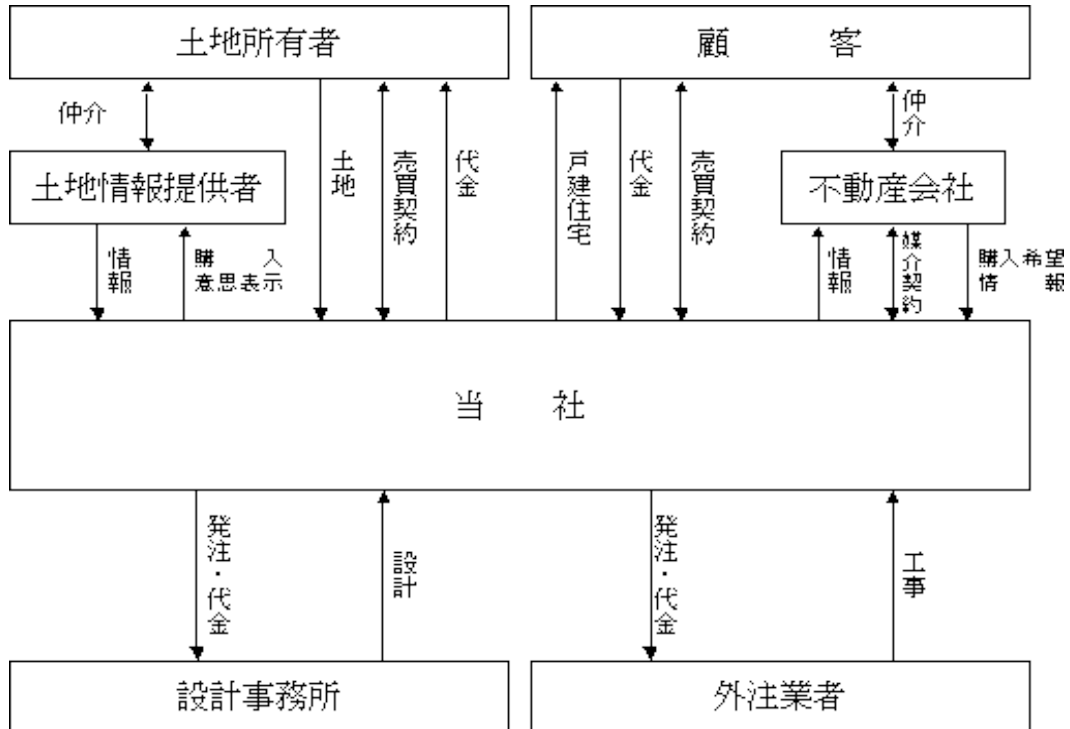 土地所有者
顧　　客
仲介
土地
売買契約
代金
戸建住宅
代金
売買契約
仲介
土地情報提供者
不動産会社
情報
購　　入
意思表示
情報
媒介契約
購入希望
情　　報
当　　社
発注・代金
設計
発注・代金
工事
設計事務所
外注業者